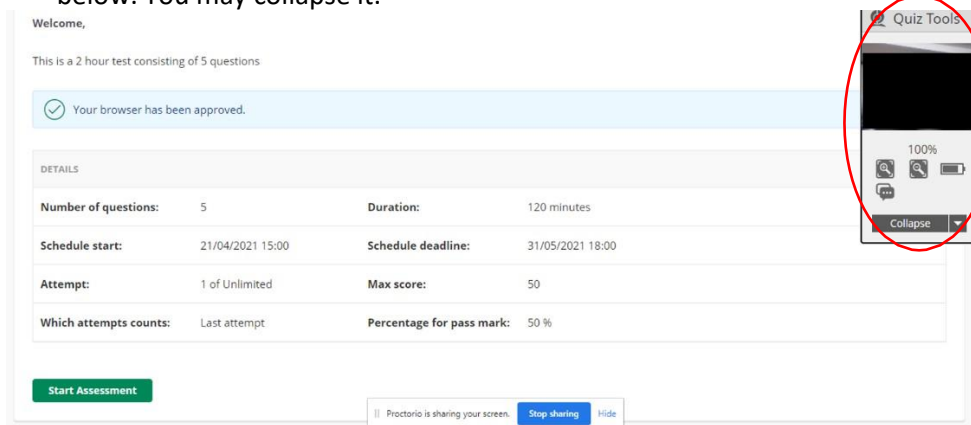 below. You may collapse it.
Welcome,
Quiz Tools
This is a 2 hour test consisting of 5 questions
Your browser has been approved.
100%
DETAILS
Number of questions: 5 Duration: 120 minutes
Collapse
Schedule start: 21/04/2021 15:00 Schedule deadline: 31/05/2021 18:00
Attempt: 1 of Unlimited Max score: 50
Which attempts counts: Last attempt Percentage for pass mark: 50 %
Start Assessment
Proctorio is sharing your screen. Stop sharing Hide